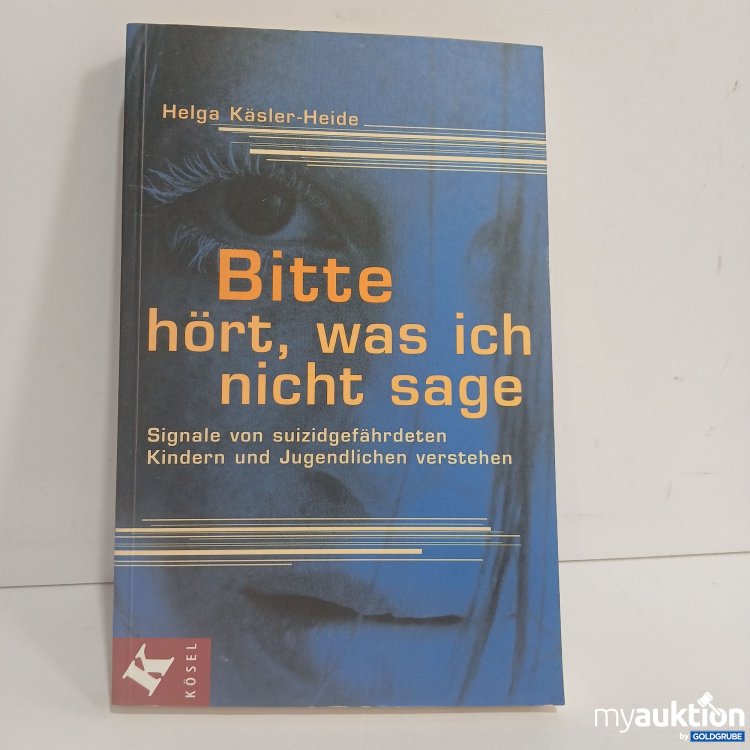 Helga Käsler-Heide
Bitte
hört, was ich
nicht sage
Signale von suizidgefährdeten
Kindern und Jugendlichen verstehen
K
KÖSEL
myauktion
by GOLDGRUBE